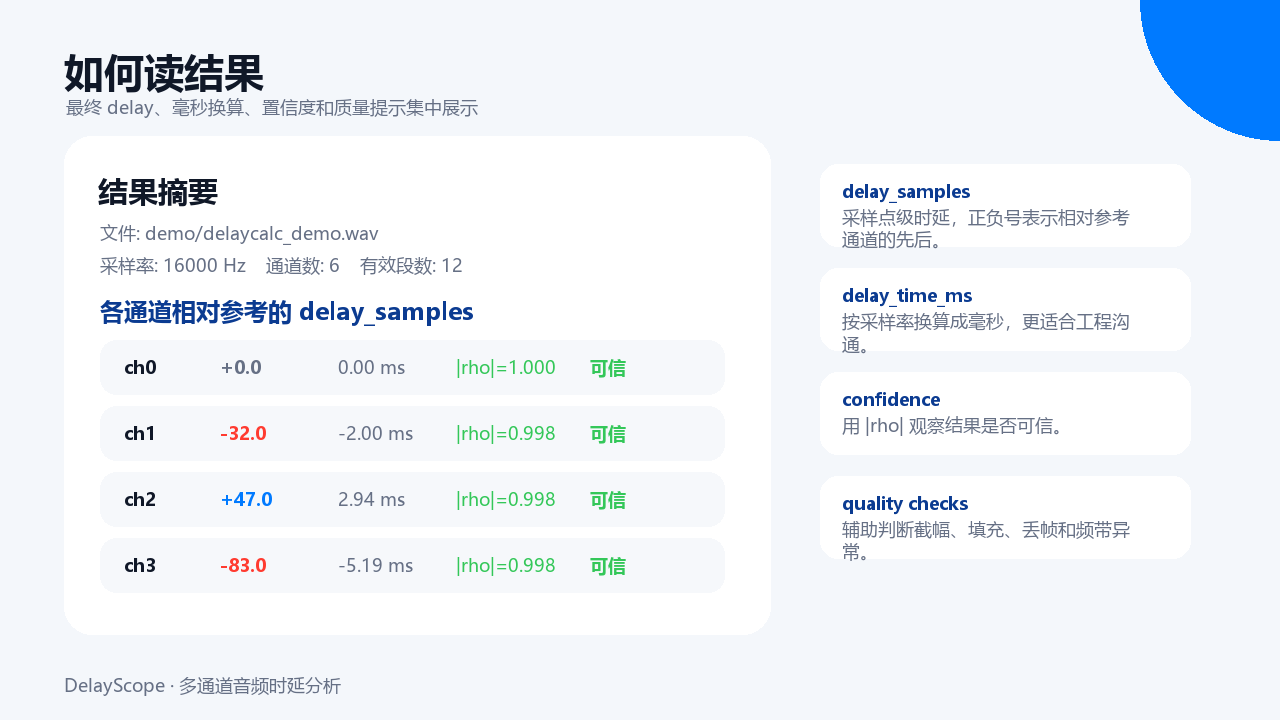 如何读结果
最终 delay、毫秒换算、置信度和质量提示集中展示
结果摘要
文件: demo/delaycalc_demo.wav
采样率: 16000 Hz 通道数: 6 有效段数: 12
各通道相对参考的 delay_samples
ch0 +0.0 0.00 ms |rho|=1.000 可信
ch1 -32.0 -2.00 ms |rho|=0.998 可信
ch2 +47.0 2.94 ms |rho|=0.998 可信
ch3 -83.0 -5.19 ms |rho|=0.998 可信
delay_samples
采样点级时延，正负号表示相对参考
通道的先后。
delay_time_ms
按采样率换算成毫秒，更适合工程沟
通。
confidence
用 |rho| 观察结果是否可信。
quality checks
辅助判断截幅、填充、丢帧和频带异
常。
DelayScope · 多通道音频时延分析